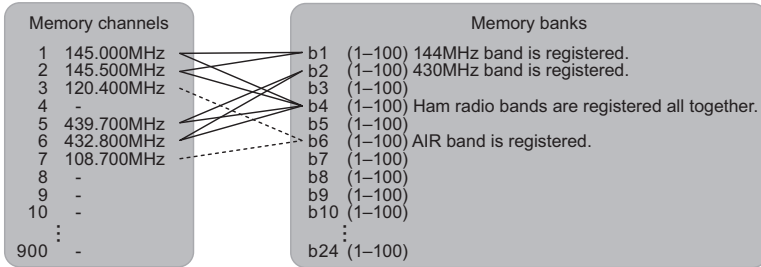 Memory channels
1 145.000MHz
2 145.500MHz
3 120.400MHz
4 -
5 439.700MHz
6 432.800MHz
7 108.700MHz
8 -
9 -
10 -
⋮
900 -
Memory banks
b1 (1–100) 144MHz band is registered.
b2 (1–100) 430MHz band is registered.
b3 (1–100)
b4 (1–100) Ham radio bands are registered all together.
b5 (1–100)
b6 (1–100) AIR band is registered.
b7 (1–100)
b8 (1–100)
b9 (1–100)
b10 (1–100)
⋮
b24 (1–100)